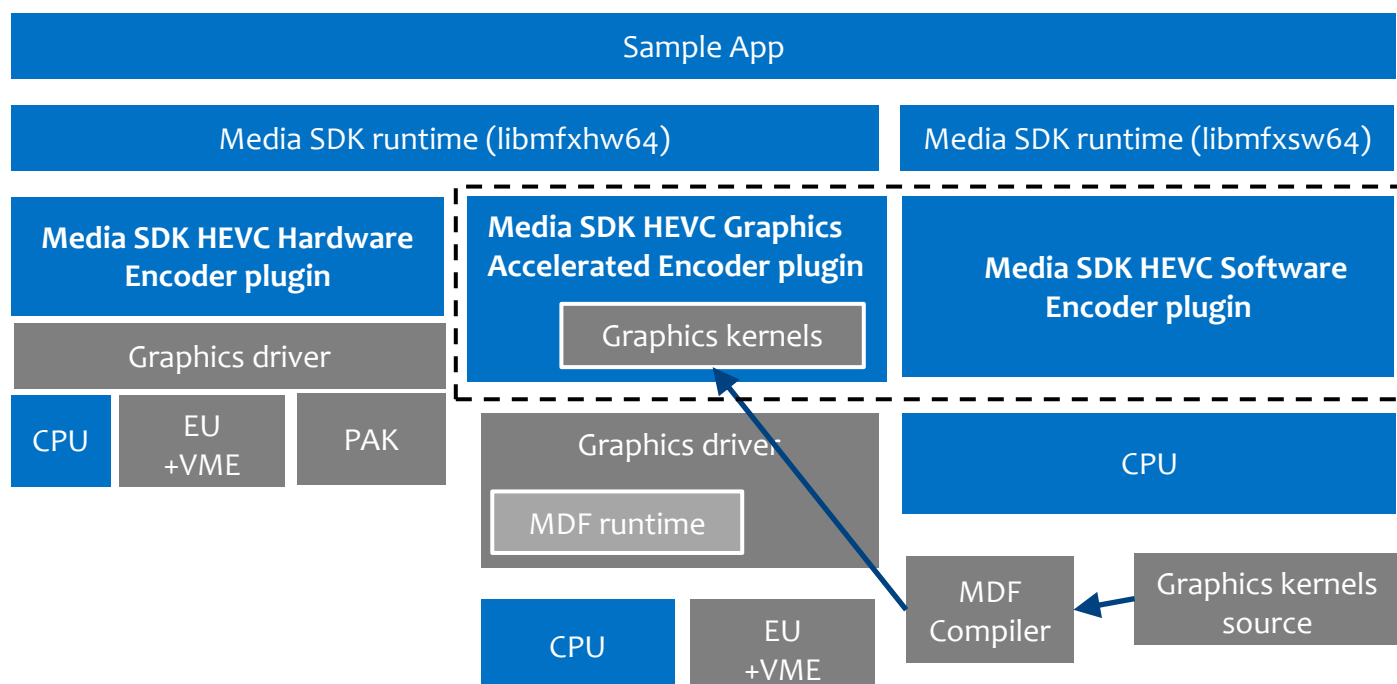 Sample App
Media SDK runtime (libmfxhw64)
Media SDK runtime (libmfxsw64)
Media SDK HEVC Hardware
Encoder plugin
Media SDK HEVC Graphics
Accelerated Encoder plugin
Graphics kernels
Media SDK HEVC Software
Encoder plugin
Graphics driver
CPU
EU
+VME
PAK
Graphics driver
MDF runtime
CPU
MDF
Compiler
Graphics kernels
source
CPU
EU
+VME